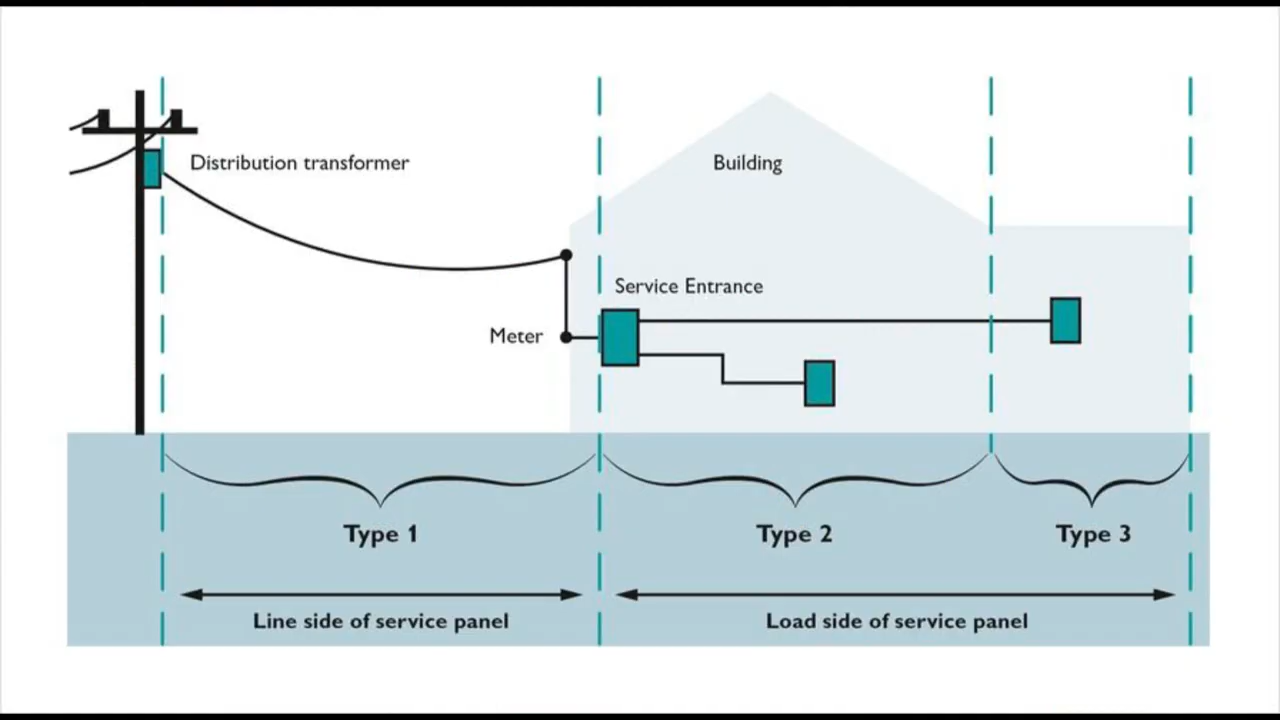 Distribution transformer
Building
Service Entrance
Meter
Type 1
Type 2
Type 3
Line side of service panel
Load side of service panel